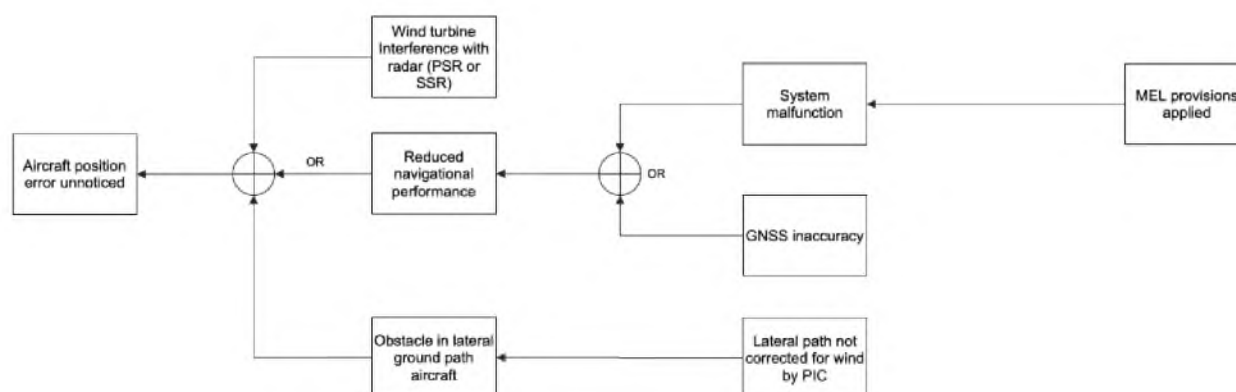 Wind turbine
Interference with
radar (PSR or
SSR)
System
malfunction
MEL provisions
applied
Aircraft position
error unnoticed
OR
Reduced
navigational
performance
OR
GNSS inaccuracy
Obstacle in lateral
ground path
aircraft
Lateral path not
corrected for wind
by PIC